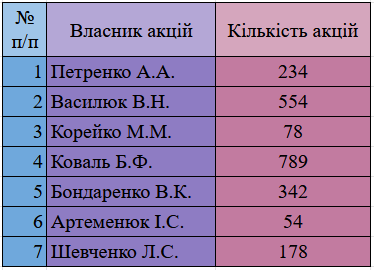 № п/п Власник акцій Кількість акцій
1 Петренко А.А. 234
2 Василюк В.Н. 554
3 Корейко М.М. 78
4 Коваль Б.Ф. 789
5 Бондаренко В.К. 342
6 Артеменюк І.С. 54
7 Шевченко Л.С. 178